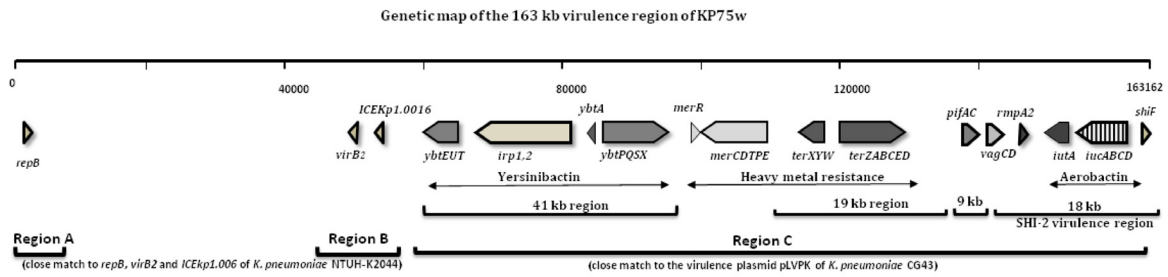 Genetic map of the 163 kb virulence region of KP75w
0 40000 80000 120000 163162
ICEKp1.0016 ybtA merR pifAC rmpA2 shiF
repB virB2 ybtEUT irp1,2 ybtPQSX merCDTPE terXYW terZABCED vagCD iutA iucABCD
Yersinibactin Heavy metal resistance Aerobactin
41 kb region 19 kb region 9 kb 18 kb
SHI-2 virulence region
Region A Region B Region C
(close match to repB, virB2 and ICEkp1.006 of K. pneumoniae NTUH-K2044) (close match to the virulence plasmid pLVPK of K. pneumoniae CG43)